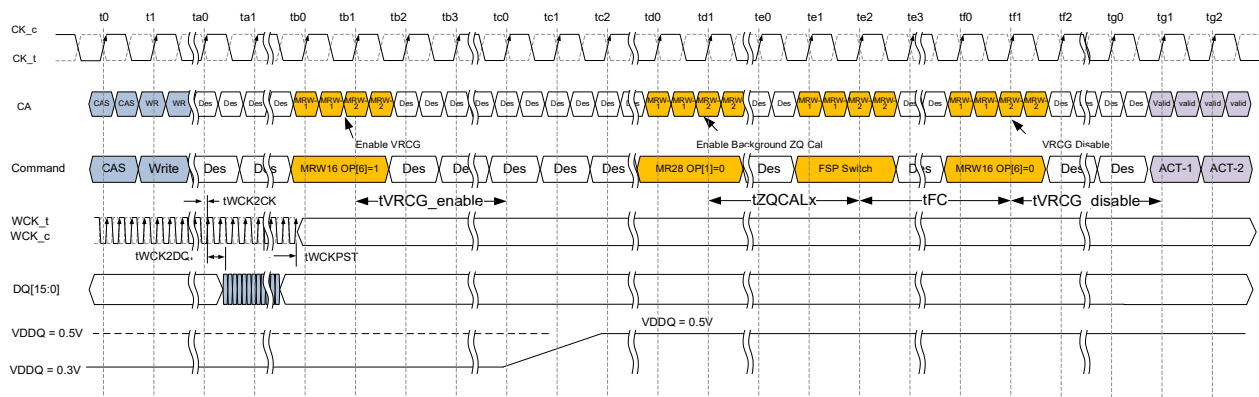 t0 t1 ta0 ta1 tb0 tb1 tb2 tb3 tc0 tc1 tc2 td0 td1 te0 te1 te2 te3 tf0 tf1 tf2 tg0 tg1 tg2
CK_c
CK_t
CA CAS CAS WR WR Des Des Des Des MRW-1 MRW-1 MRW-2 MRW-2 Des Des Des Des Des Des Des Des Des Des MRW-1 MRW-1 MRW-2 MRW-2 Des Des MRW-1 MRW-1 MRW-2 MRW-2 Des Des MRW-1 MRW-1 MRW-2 MRW-2 Des Des Des Des Valid valid Valid valid
Enable VRCG Enable Background ZQ Cal VRCG Disable
Command CAS Write Des Des MRW16 OP[6]=1 Des Des Des Des Des MR28 OP[1]=0 Des FSP Switch Des MRW16 OP[6]=0 Des Des ACT-1 ACT-2
tWCK2CK tVRCG_enable tZQCALx tFC tVRCG_disable
WCK_t
WCK_c
tWCK2DQ tWCKPST
DQ[15:0]
VDDQ = 0.5V
VDDQ = 0.5V
VDDQ = 0.3V